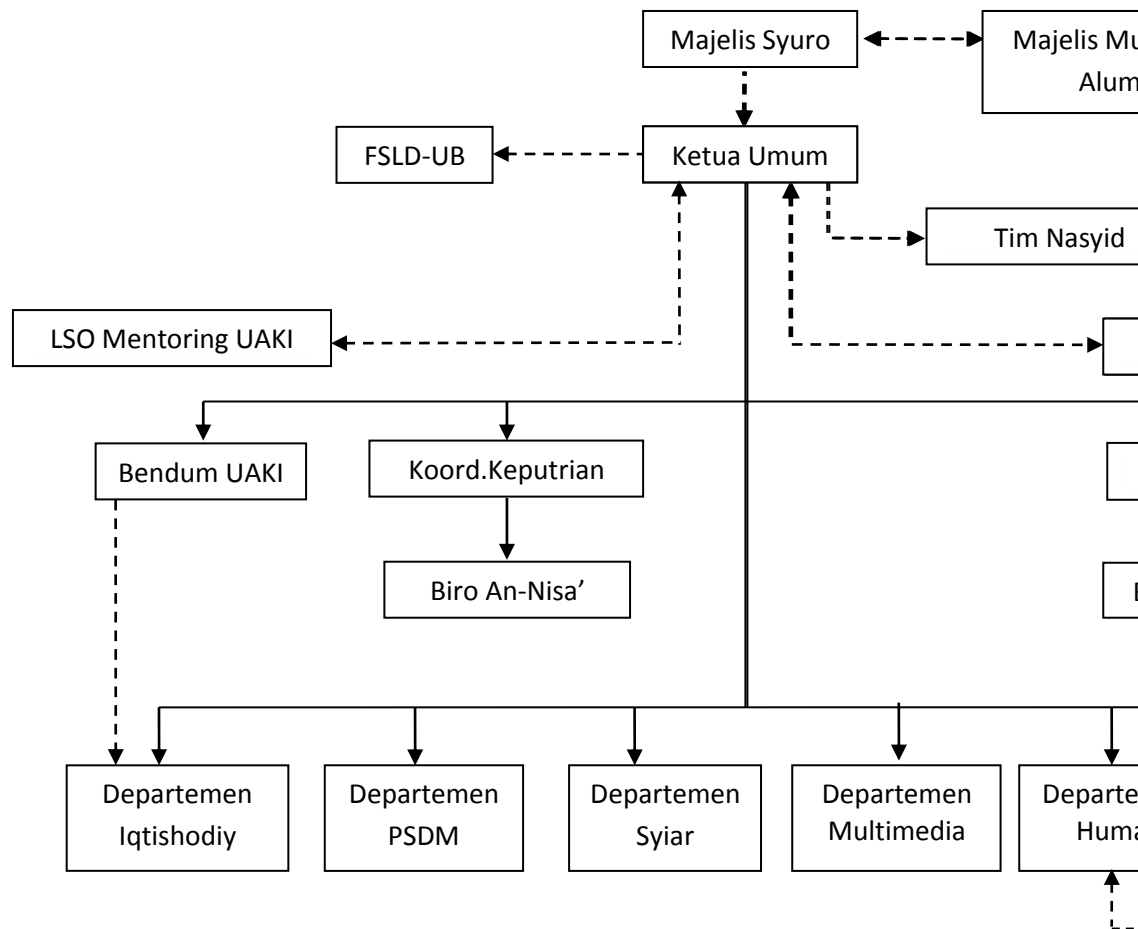 Majelis Syuro
Majelis
FSLD-UB
Ketua Umum
Tim Nasyid
LSO Mentoring UAKI
Bendum UAKI
Koord.Keputrian
Biro An-Nisa’
Departemen
Iqtishodiy
Departemen
PSDM
Departemen
Syiar
Departemen
Multimedia